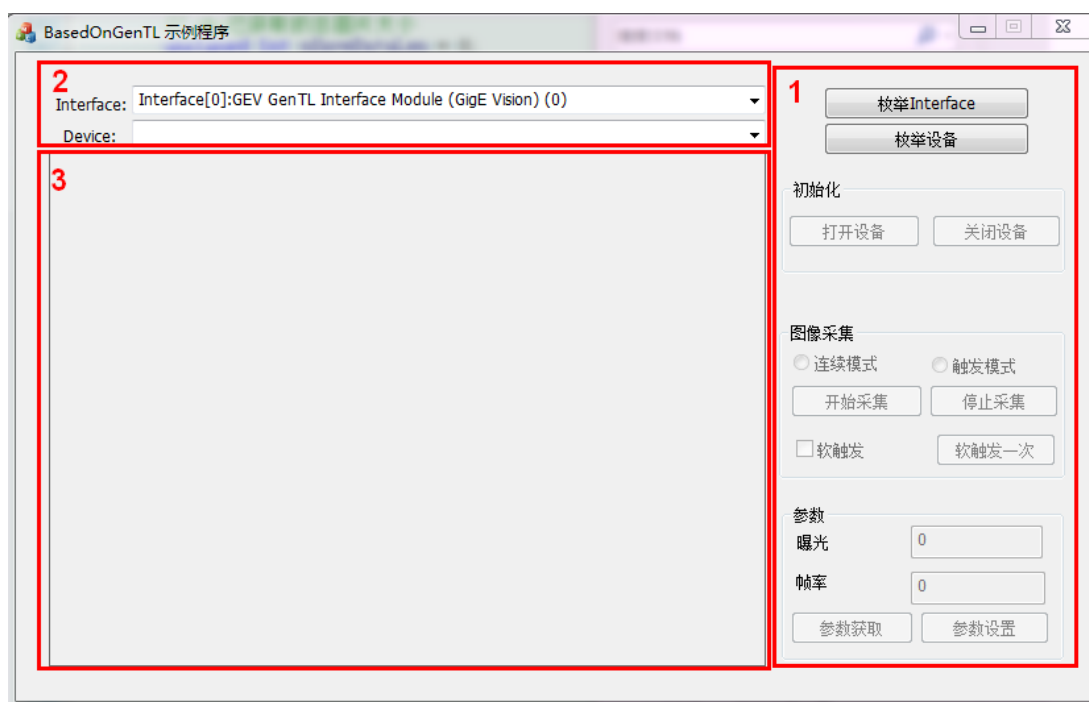 BasedOnGenTL 示例程序
2
Interface: Interface[0]:GEV GenTL Interface Module (GigE Vision) (0)
Device:
3
1
枚举Interface
枚举设备
初始化
打开设备 关闭设备
图像采集
连续模式 触发模式
开始采集 停止采集
软触发 软触发一次
参数
曝光 0
帧率 0
参数获取 参数设置